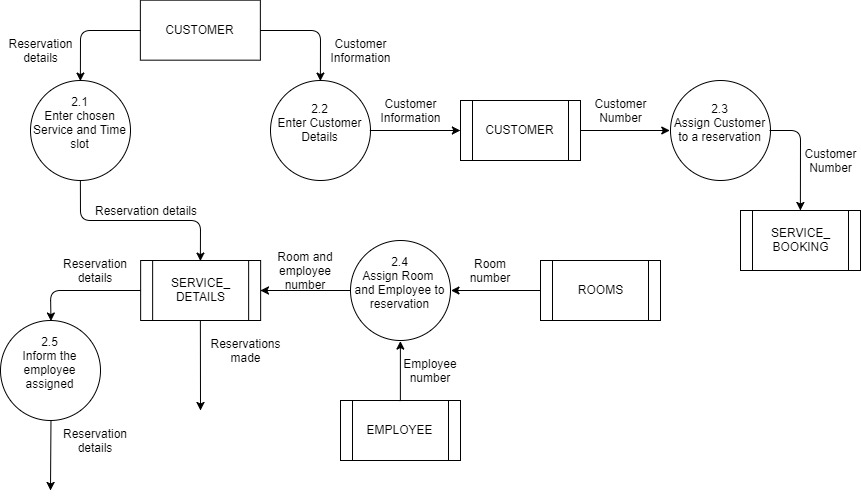 CUSTOMER
Reservation
details
Customer
Information
2.1
Enter chosen
Service and Time
slot
2.2
Enter Customer
Details
Customer
Information
CUSTOMER
Customer
Number
2.3
Assign Customer
to a reservation
Customer
Number
Reservation details
SERVICE_
BOOKING
Reservation
details
SERVICE_
DETAILS
Room and
employee
number
2.4
Assign Room
and Employee to
reservation
Room
number
ROOMS
2.5
Inform the
employee
assigned
Reservations
made
Employee
number
EMPLOYEE
Reservation
details